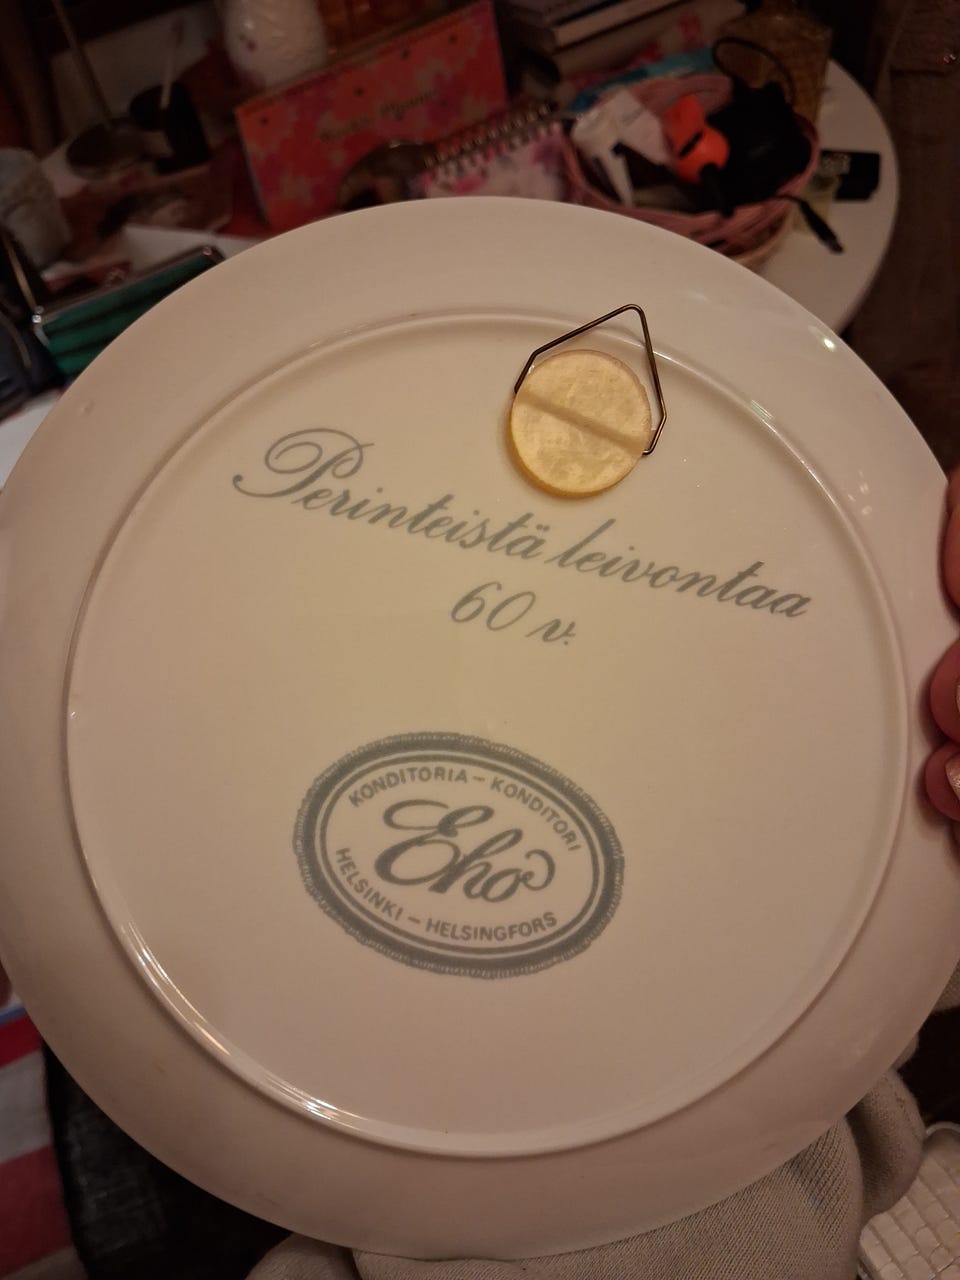 Perinteistä leivontaa
60 v.
KONDITORIA – KONDITORI
Eho
HELSINKI – HELSINGFORS